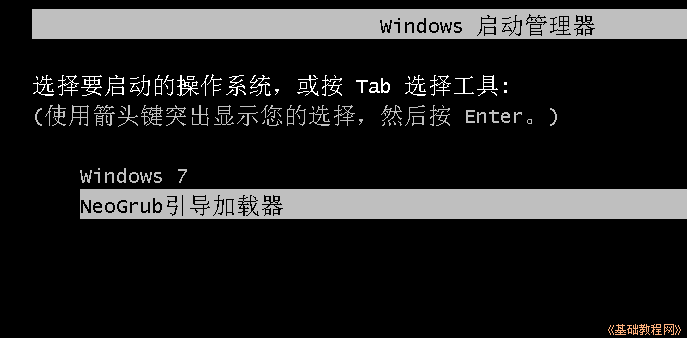 Windows 启动管理器
选择要启动的操作系统，或按 Tab 选择工具:
(使用箭头键突出显示您的选择，然后按 Enter。)
Windows 7
NeoGrub引导加载器
《基础教程网》